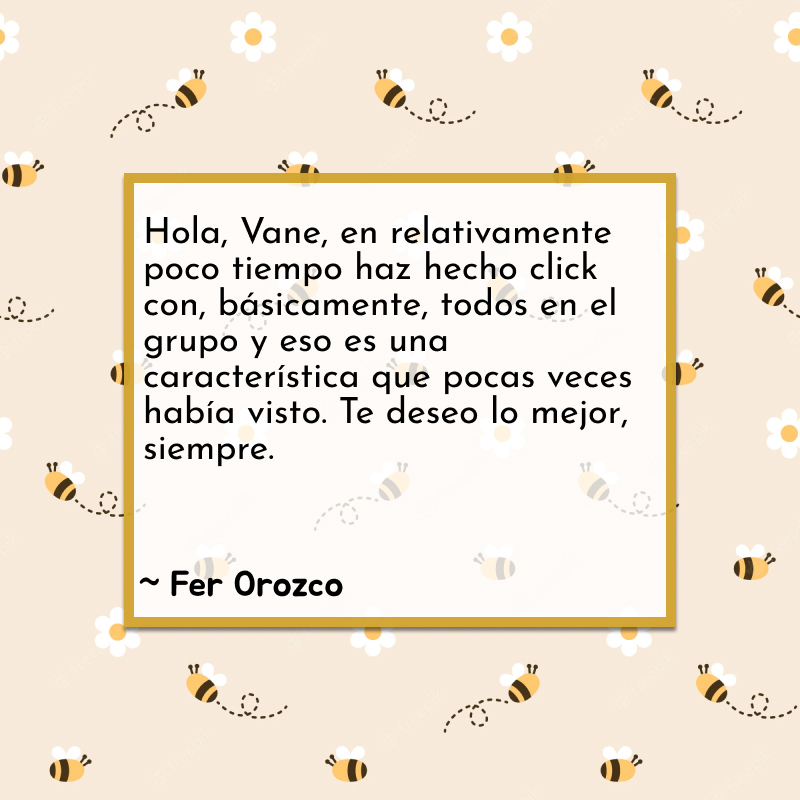 Hola, Vane, en relativamente
poco tiempo haz hecho click
con, básicamente, todos en el
grupo y eso es una
característica que pocas veces
había visto. Te deseo lo mejor,
siempre.
~ Fer Orozco